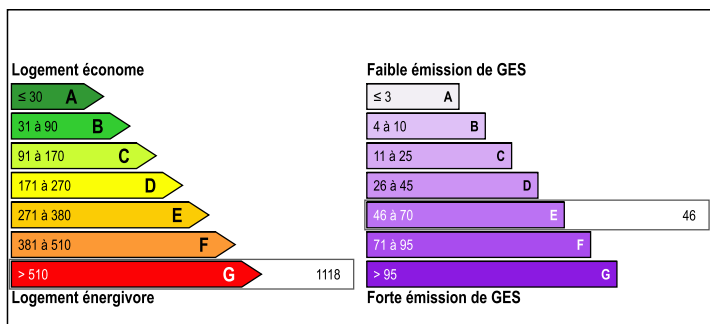 Logement économe
≤ 30 A
31 à 90 B
91 à 170 C
171 à 270 D
271 à 380 E
381 à 510 F
> 510 G 1118
Logement énergivore
Faible émission de GES
≤ 3 A
4 à 10 B
11 à 25 C
26 à 45 D
46 à 70 E 46
71 à 95 F
> 95 G
Forte émission de GES